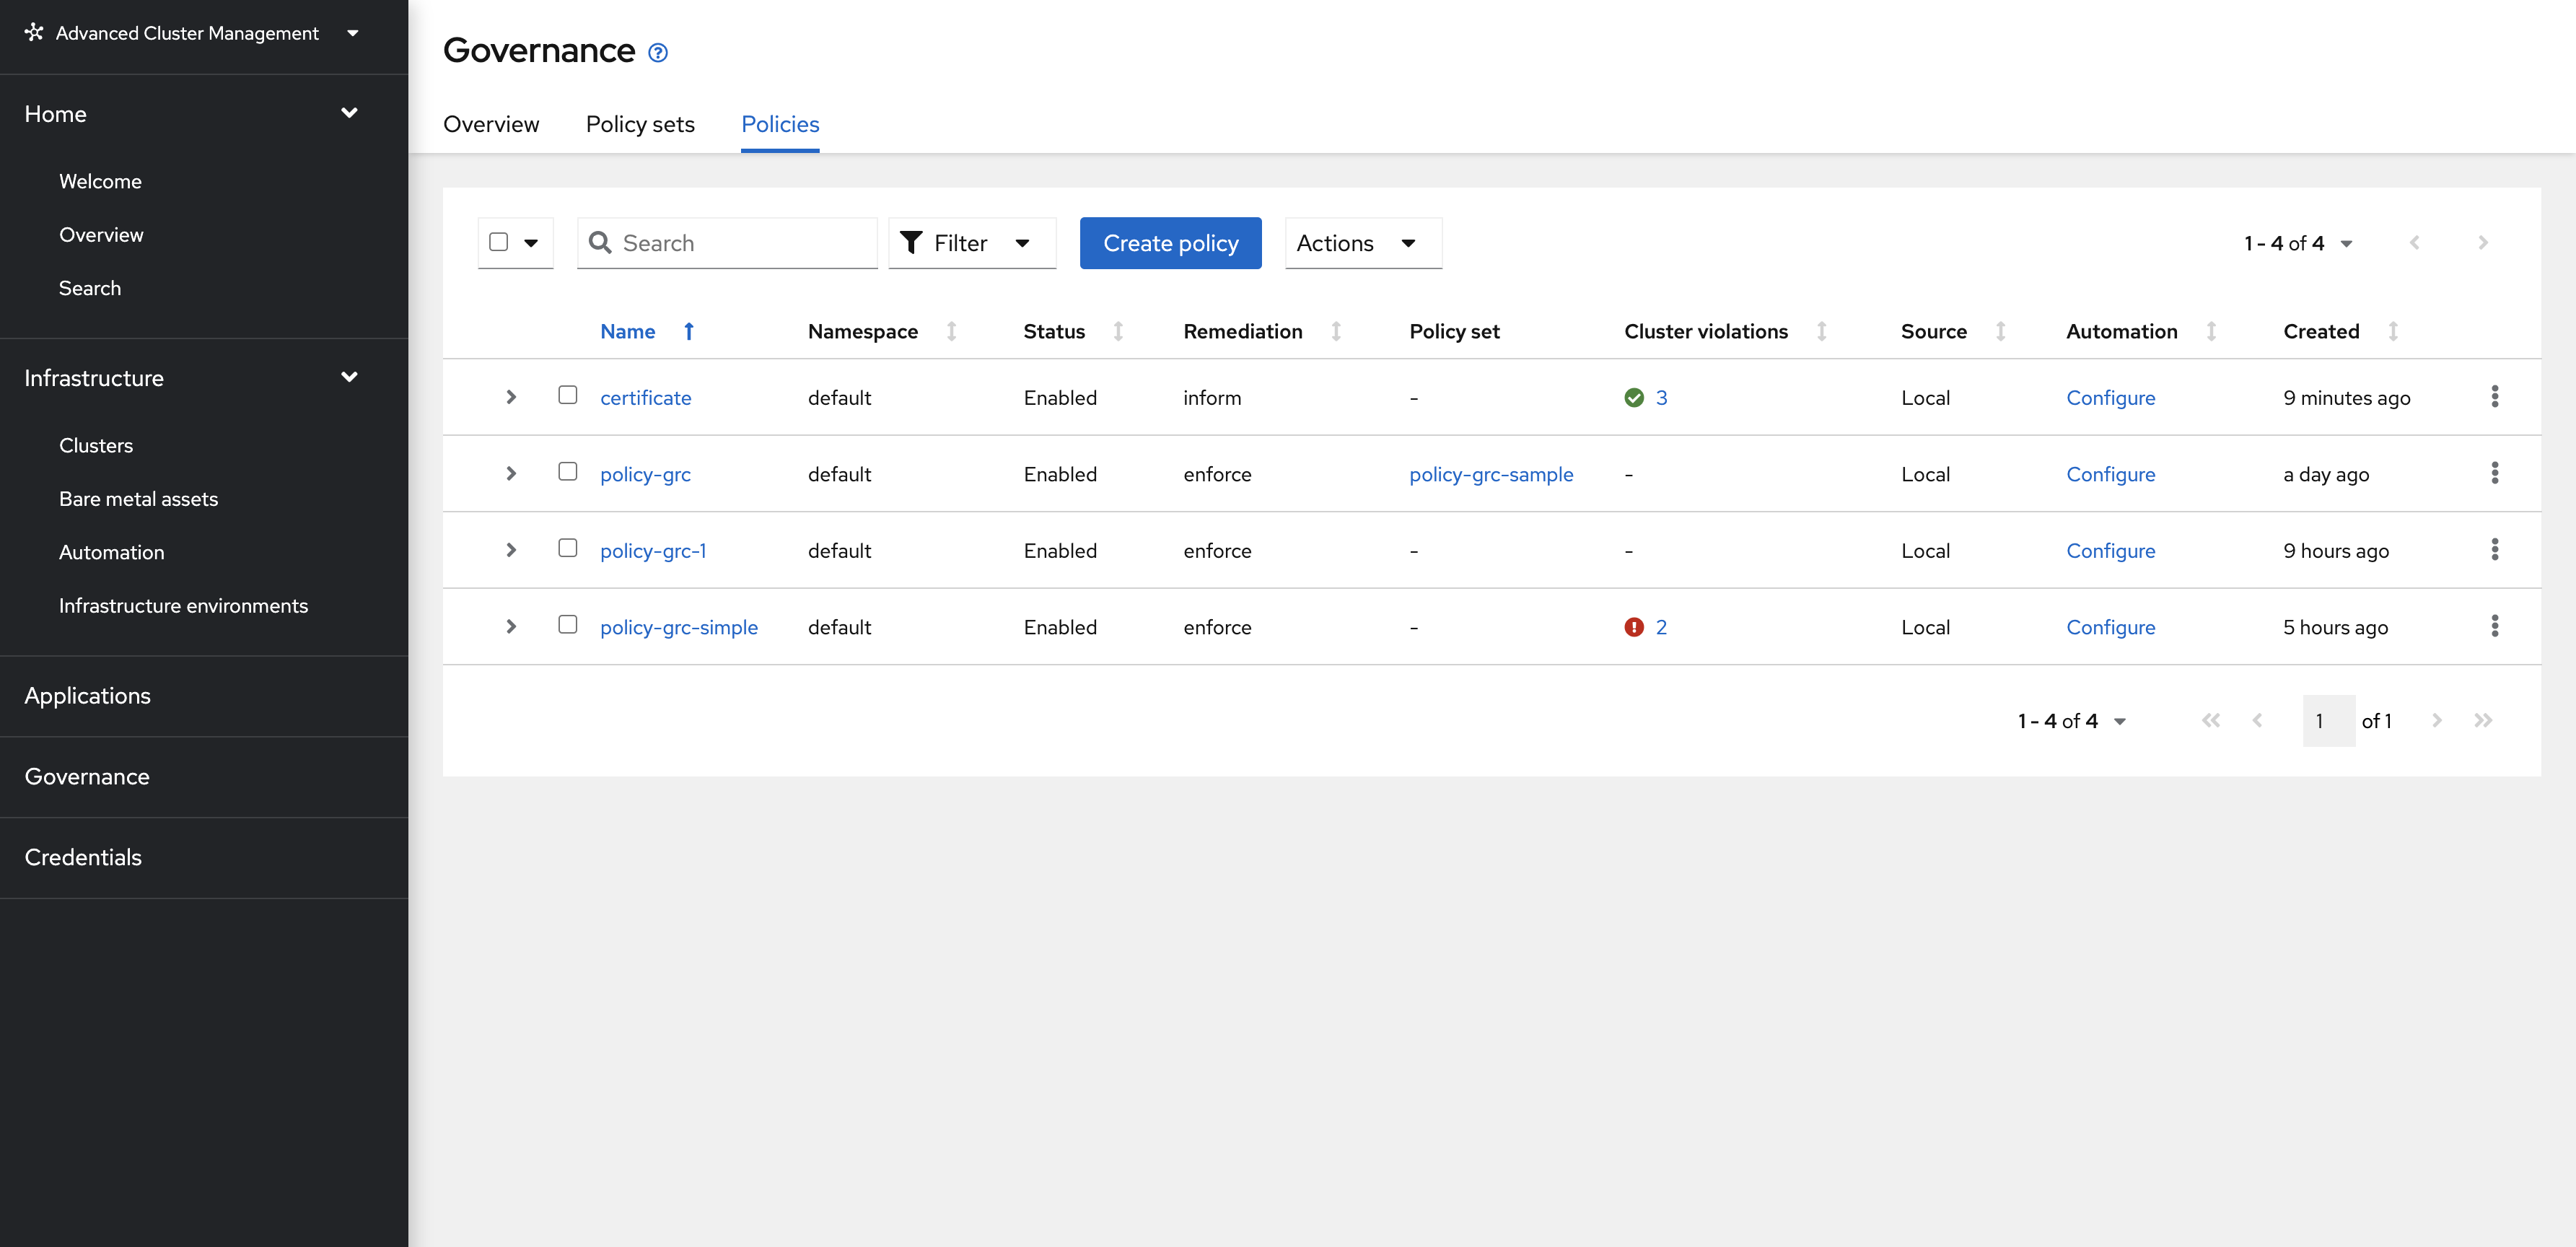 Advanced Cluster Management
Home
Welcome
Overview
Search
Infrastructure
Clusters
Bare metal assets
Automation
Infrastructure environments
Applications
Governance
Credentials
Governance
Overview Policy sets Policies
Search Filter Create policy Actions 1 - 4 of 4
Name Namespace Status Remediation Policy set Cluster violations Source Automation Created
certificate default Enabled inform - 3 Local Configure 9 minutes ago
policy-grc default Enabled enforce policy-grc-sample - Local Configure a day ago
policy-grc-1 default Enabled enforce - - Local Configure 9 hours ago
policy-grc-simple default Enabled enforce - 2 Local Configure 5 hours ago
1 - 4 of 4 1 of 1